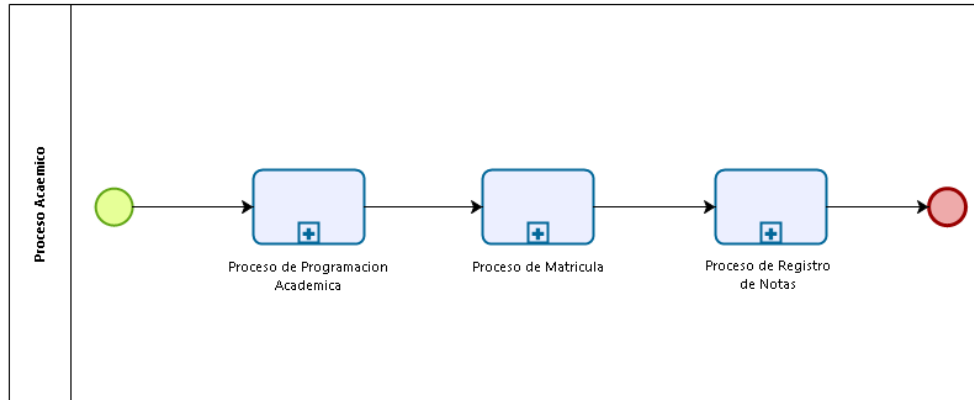 Proceso Acaemico
Proceso de Programacion
Academica
Proceso de Matricula
Proceso de Registro
de Notas